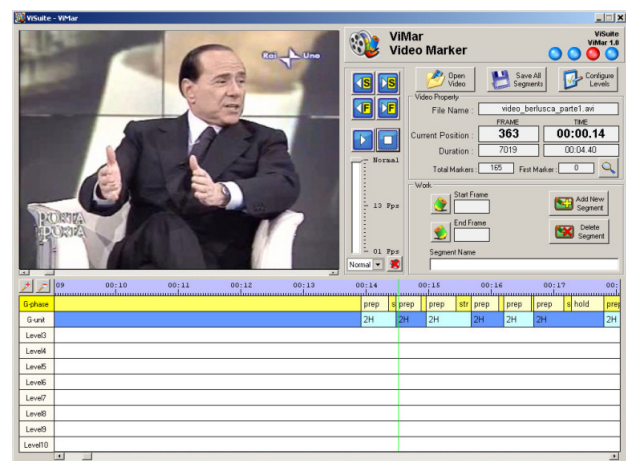 ViSuite - ViMar
Rai Uno
PORTA
PORTA
ViMar
Video Marker
ViSuite
ViMar 1.0
S S
F F
Normal
13 Fps
01 Fps
Normal
Open
Video
Save All
Segments
Configure
Levels
Video Property
File Name : video_berlusca_parte1.avi
FRAME TIME
Current Position : 363 00:00.14
Duration : 7019 00:04.40
Total Markers : 165 First Marker : 0
Work
Start Frame
Add New
Segment
End Frame
Delete
Segment
Segment Name
09 00:10 00:11 00:12 00:13 00:14 00:15 00:16 00:17 00:
G-phase prep s prep prep str prep prep prep s hold prep
G-unit 2H 2H 2H 2H 2H 2H 2H
Level3
Level4
Level5
Level6
Level7
Level8
Level9
Level10